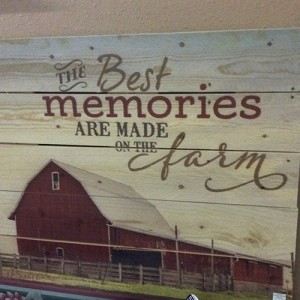 THE Best
memories
ARE MADE
ON THE farm